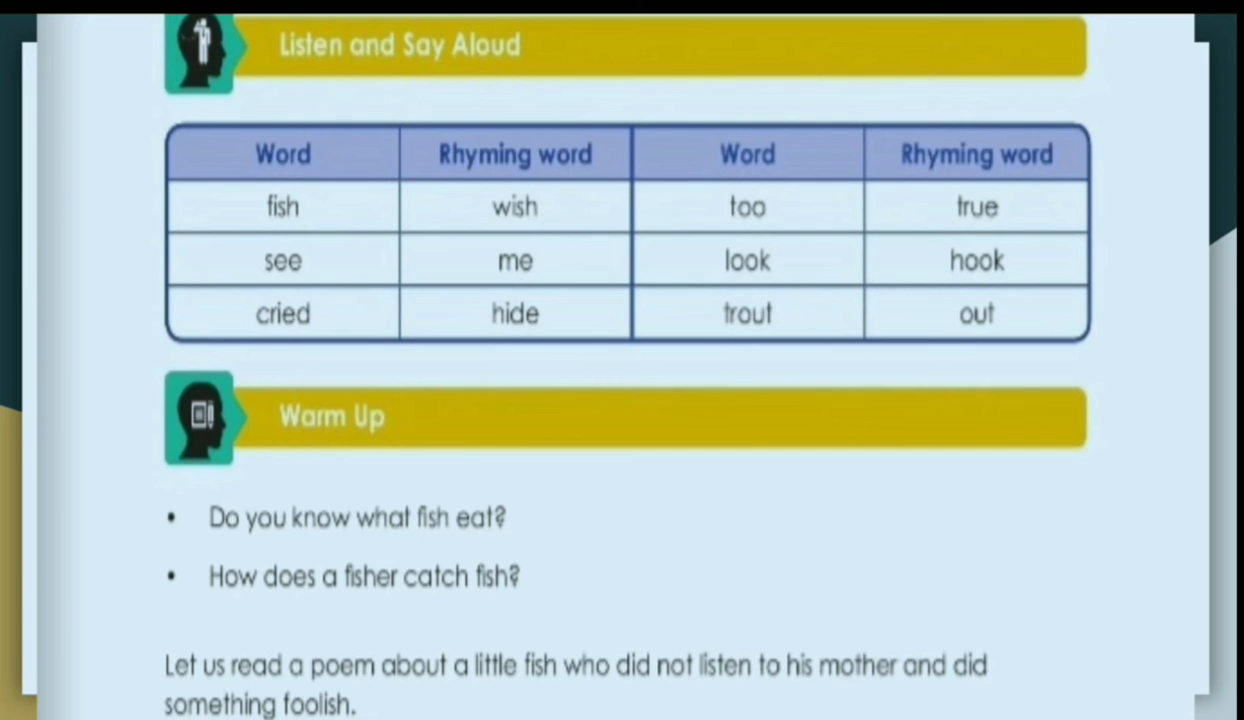 Listen and Say Aloud
Word Rhyming word Word Rhyming word
fish wish too true
see me look hook
cried hide trout out
Warm Up
• Do you know what fish eat?
• How does a fisher catch fish?
Let us read a poem about a little fish who did not listen to his mother and did
something foolish.